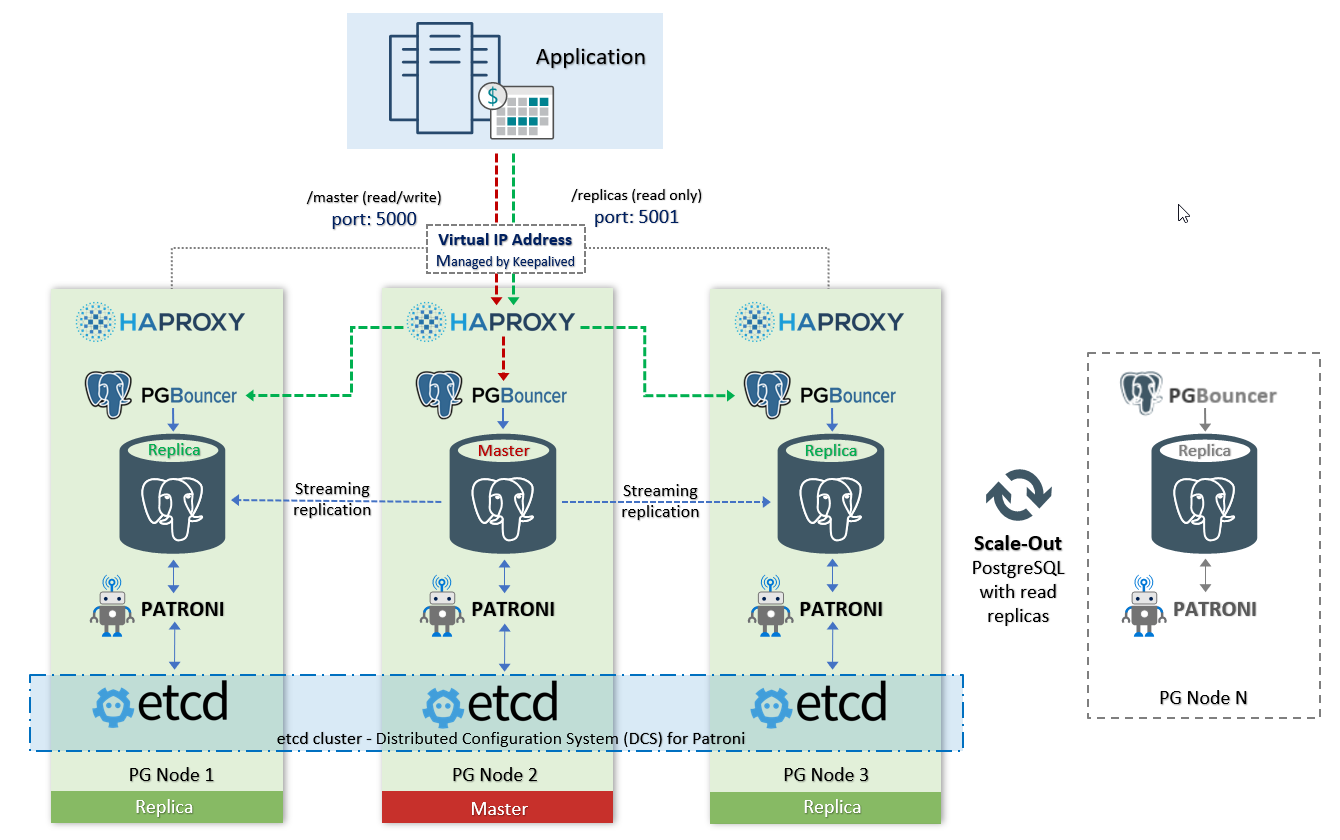 Application
$
/master (read/write)
port: 5000
/replicas (read only)
port: 5001
Virtual IP Address
Managed by Keepalived
HAPROXY
HAPROXY
HAPROXY
PGBouncer
PGBouncer
PGBouncer
PGBouncer
Replica
Master
Replica
Replica
Streaming
replication
Streaming
replication
Scale-Out
PostgreSQL
with read
replicas
PATRONI
PATRONI
PATRONI
PATRONI
etcd
etcd
etcd
etcd cluster - Distributed Configuration System (DCS) for Patroni
PG Node N
PG Node 1
PG Node 2
PG Node 3
Replica
Master
Replica